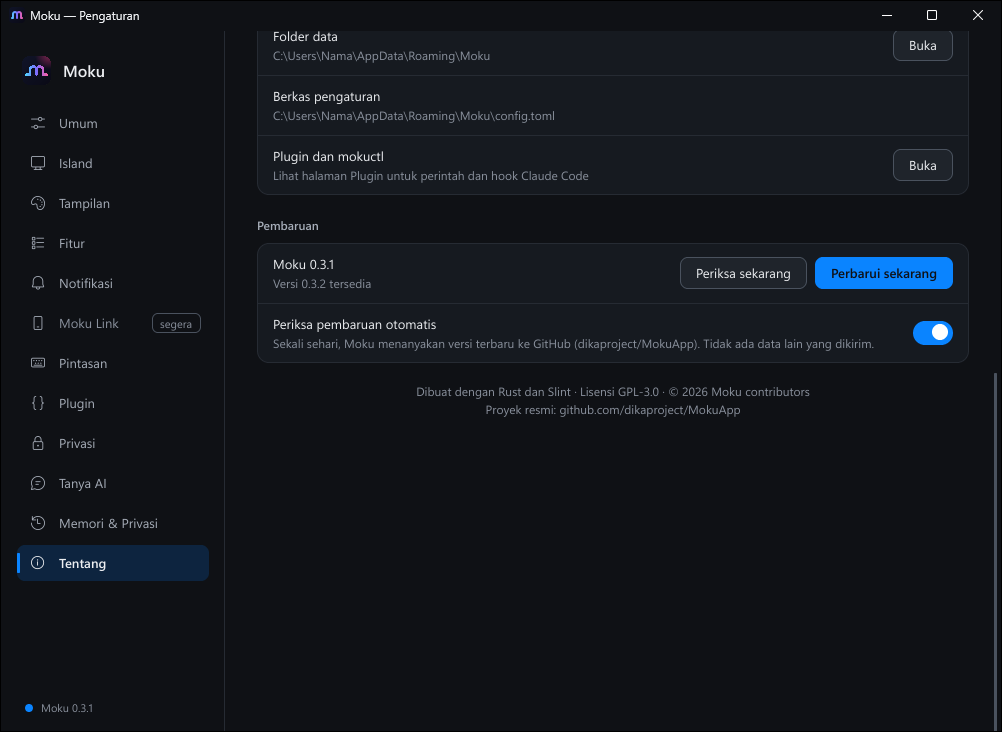 Moku — Pengaturan
Moku
Umum
Island
Tampilan
Fitur
Notifikasi
Moku Link
segera
Pintasan
Plugin
Privasi
Tanya AI
Memori & Privasi
Tentang
Moku 0.3.1
Folder data
C:\Users\Nama\AppData\Roaming\Moku
Buka
Berkas pengaturan
C:\Users\Nama\AppData\Roaming\Moku\config.toml
Plugin dan mokuctl
Lihat halaman Plugin untuk perintah dan hook Claude Code
Buka
Pembaruan
Moku 0.3.1
Versi 0.3.2 tersedia
Periksa sekarang
Perbarui sekarang
Periksa pembaruan otomatis
Sekali sehari, Moku menanyakan versi terbaru ke GitHub (dikaproject/MokuApp). Tidak ada data lain yang dikirim.
Dibuat dengan Rust dan Slint · Lisensi GPL-3.0 · © 2026 Moku contributors
Proyek resmi: github.com/dikaproject/MokuApp